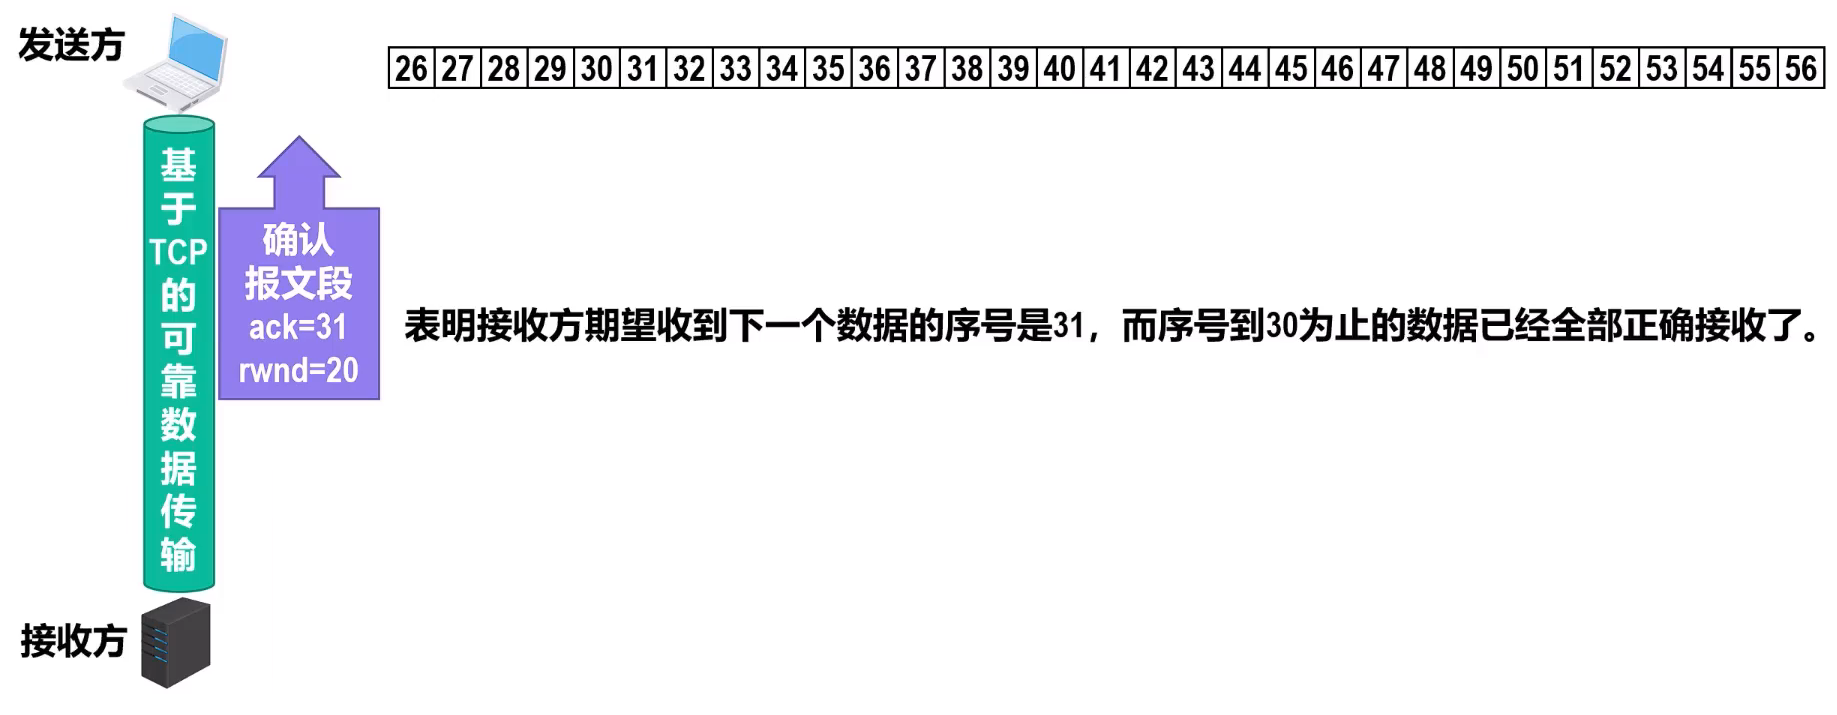 发送方
26 27 28 29 30 31 32 33 34 35 36 37 38 39 40 41 42 43 44 45 46 47 48 49 50 51 52 53 54 55 56
基于TCP的可靠数据传输
确认
报文段
ack=31
rwnd=20
表明接收方期望收到下一个数据的序号是31，而序号到30为止的数据已经全部正确接收了。
接收方